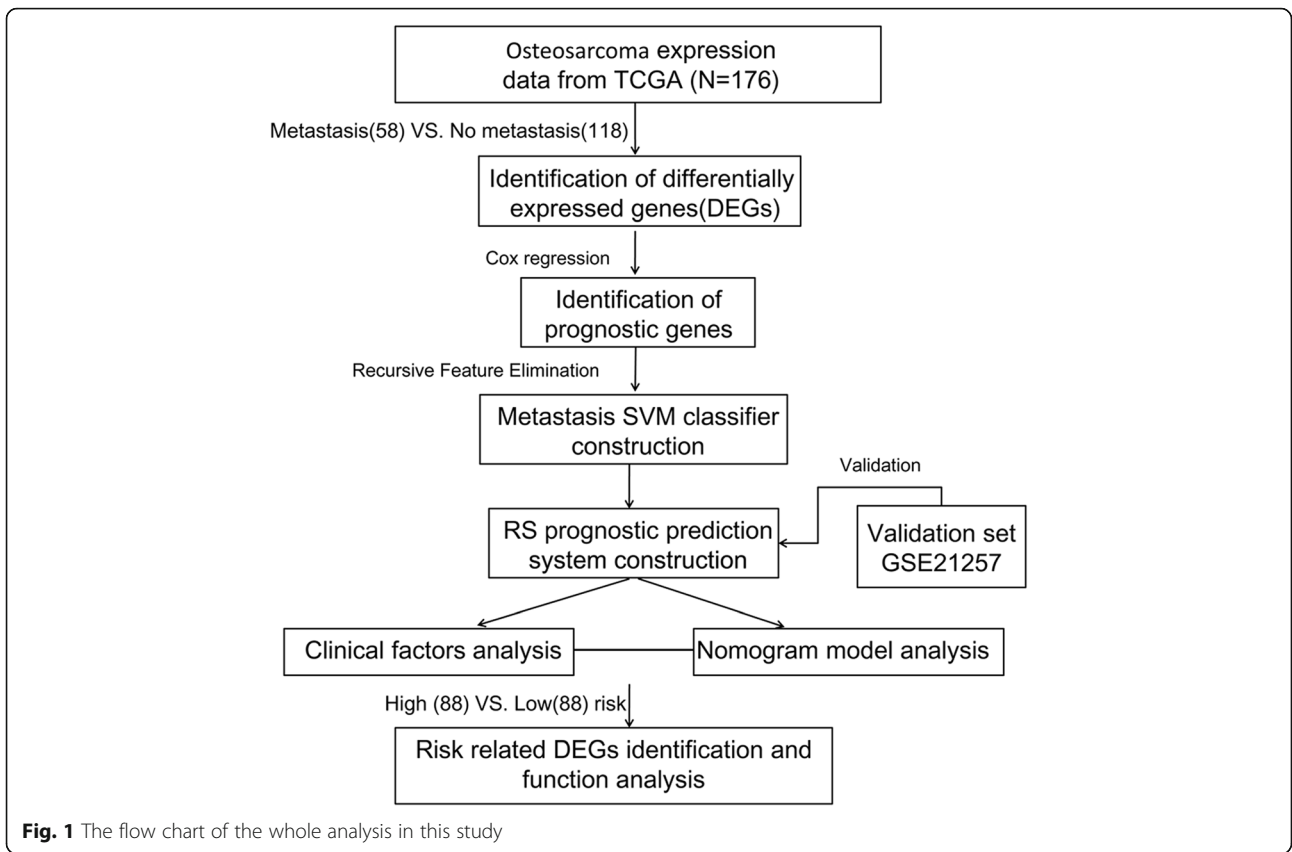 Osteosarcoma expression
data from TCGA (N=176)
Metastasis(58) VS. No metastasis(118)
Identification of differentially
expressed genes(DEGs)
Cox regression
Identification of
prognostic genes
Recursive Feature Elimination
Metastasis SVM classifier
construction
Validation
RS prognostic prediction
system construction
Validation set
GSE21257
Clinical factors analysis
Nomogram model analysis
High (88) VS. Low(88) risk
Risk related DEGs identification and
function analysis
Fig. 1 The flow chart of the whole analysis in this study